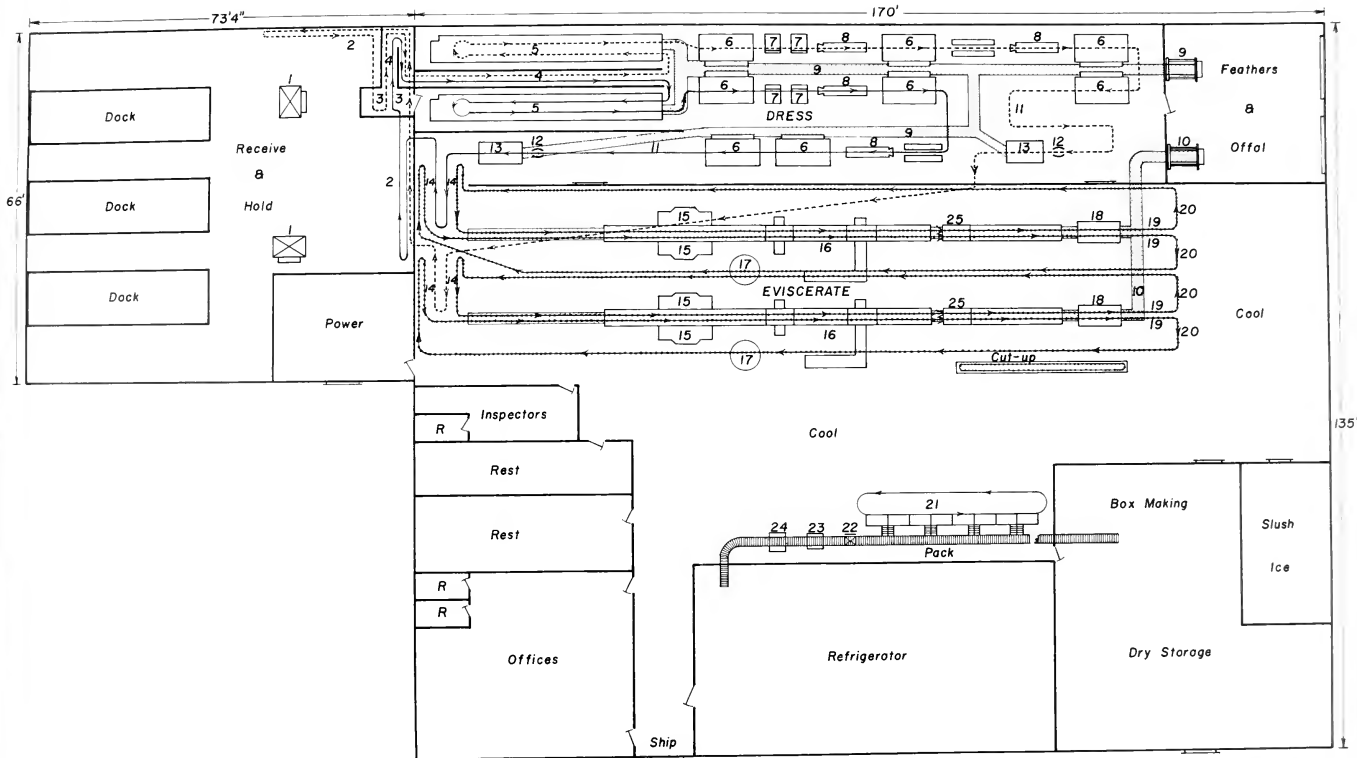 73'4" 170'
2 5 6 7 7 8 6 8 6 9
1 4 4 9 Feathers
3 3 6 8 6 6
Dock 5 7 7 11 &
DRESS
Receive 12 9 8 12 10 Offal
13 11 6 6 13
&
66' Dock 2 Hold 14 14 20
15 25 18 19
1 15 16 19
20
17
Dock 14 14 EVISCERATE 20
15 25 18 10 19 Cool
Power 15 16 19
20
17
Cut-up
Inspectors
R Cool 135'
Rest
21 Box Making
Rest 24 23 22 Slush
Pack
Ice
R
R
Offices Refrigerator Dry Storage
Ship